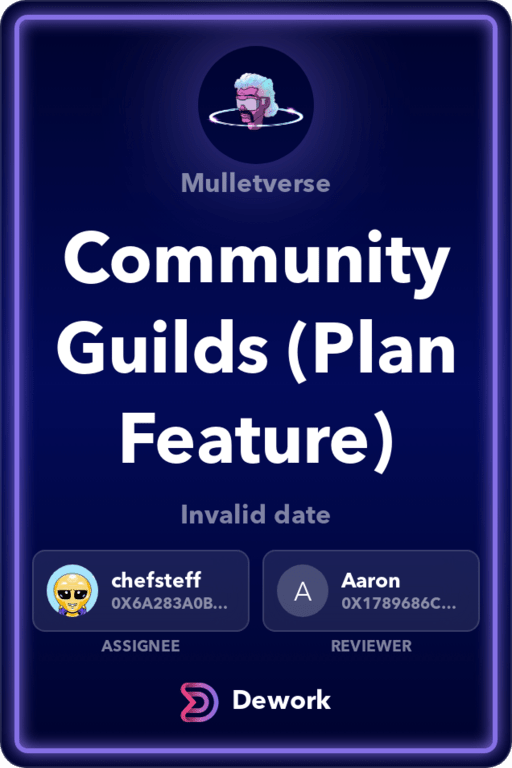 Mulletverse
Community
Guilds (Plan
Feature)
Invalid date
chefsteff
0X6A283A0B...
ASSIGNEE
A
Aaron
0X1789686C...
REVIEWER
Dework